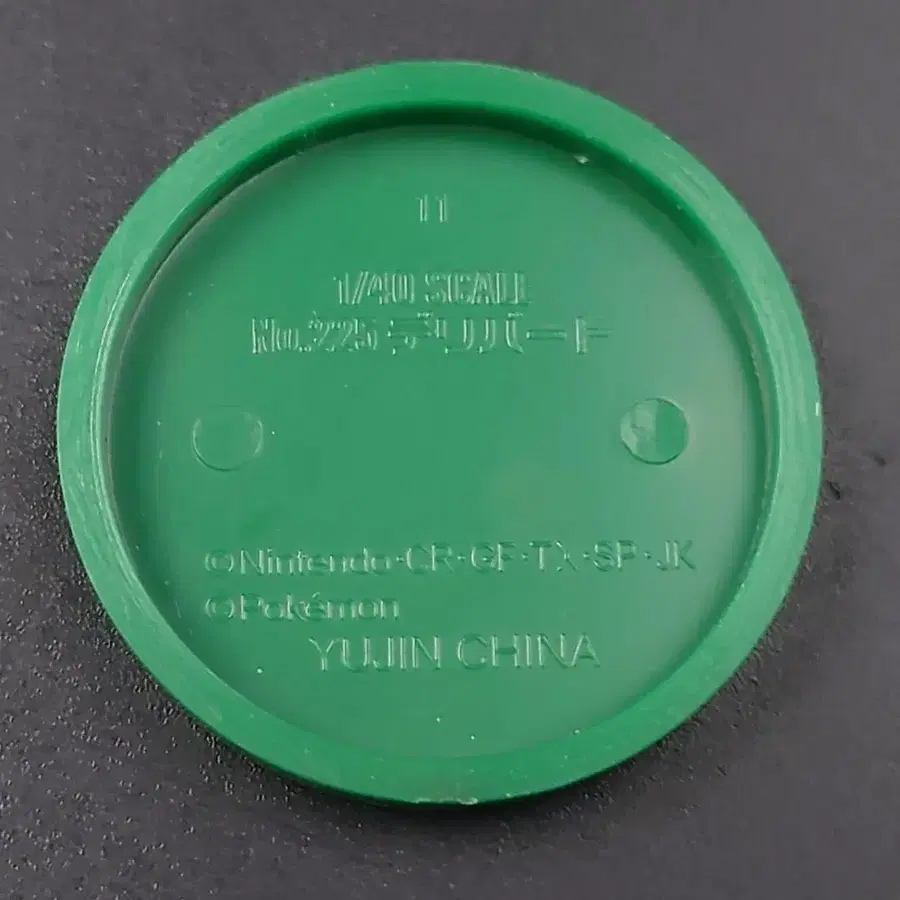 11
1/40 SCALE
No.225 デリバード
©Nintendo・CR・GF・TX・SP・JK
©Pokémon
YUJIN CHINA